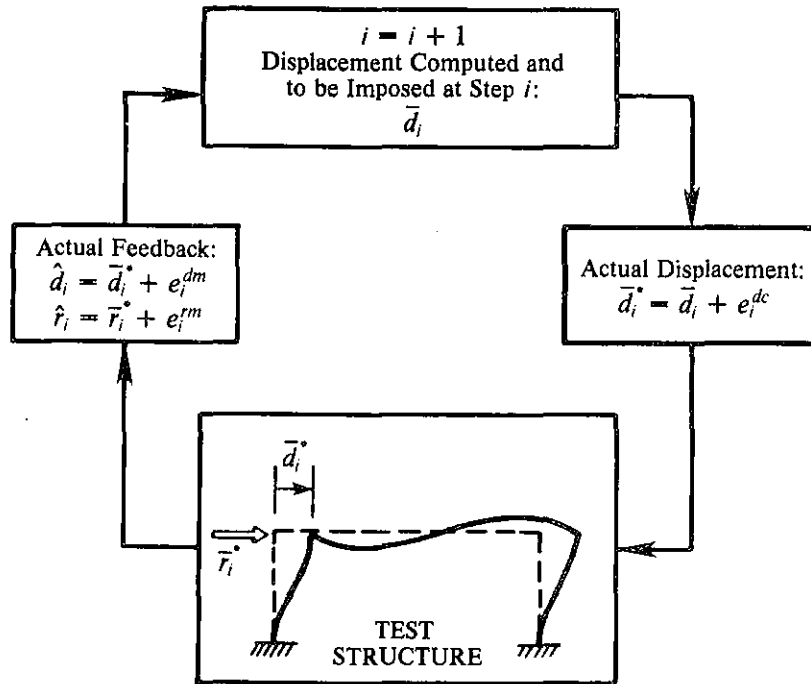 i = i + 1
Displacement Computed and
to be Imposed at Step i:
d̄ᵢ
Actual Feedback:
d̂ᵢ = d̄ᵢ* + eᵢᵈᵐ
r̂ᵢ = r̄ᵢ* + eᵢʳᵐ
Actual Displacement:
d̄ᵢ* = d̄ᵢ + eᵢᵈᶜ
d̄ᵢ*
r̄ᵢ*
TEST
STRUCTURE